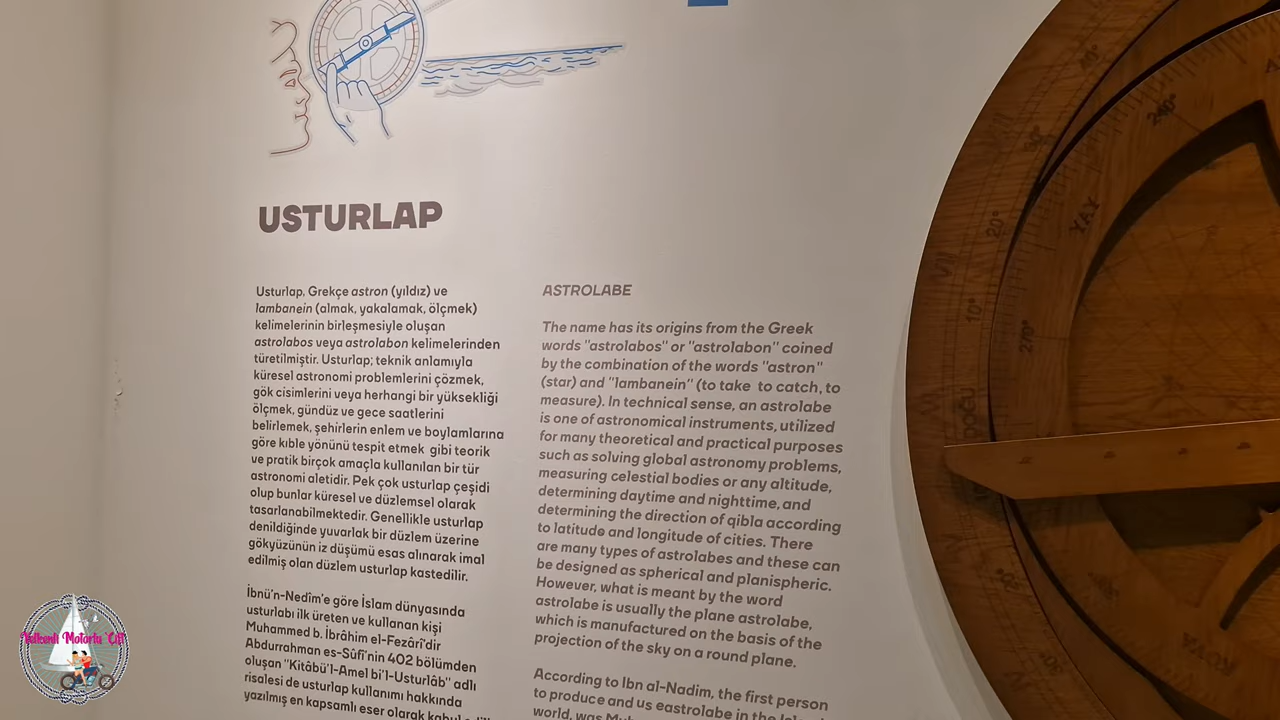 USTURLAP
Usturlap, Grekçe astron (yıldız) ve
lambanein (almak, yakalamak, ölçmek)
kelimelerinin birleşmesiyle oluşan
astrolabos veya astrolabon kelimelerinden
türetilmiştir. Usturlap; teknik anlamıyla
küresel astronomi problemlerini çözmek,
gök cisimlerini veya herhangi bir yüksekliği
ölçmek, gündüz ve gece saatlerini
belirlemek, şehirlerin enlem ve boylamlarına
göre kıble yönünü tespit etmek gibi teorik
ve pratik birçok amaçla kullanılan bir tür
astronomi aletidir. Pek çok usturlap çeşidi
olup bunlar küresel ve düzlemsel olarak
tasarlanabilmektedir. Genellikle usturlap
denildiğinde yuvarlak bir düzlem üzerine
gökyüzünün iz düşümü esas alınarak imal
edilmiş olan düzlem usturlap kastedilir.
İbnü'n-Nedîm'e göre İslam dünyasında
usturlabı ilk üreten ve kullanan kişi
Muhammed b. İbrâhim el-Fezârî'dir
Abdurrahman es-Sûfî'nin 402 bölümden
oluşan "Kitâbü'l-Amel bi'l-Usturlâb" adlı
risalesi de usturlap kullanımı hakkında
yazılmış en kapsamlı eser olarak kabul
ASTROLABE
The name has its origins from the Greek
words "astrolabos" or "astrolabon" coined
by the combination of the words "astron"
(star) and "lambanein" (to take to catch, to
measure). In technical sense, an astrolabe
is one of astronomical instruments, utilized
for many theoretical and practical purposes
such as solving global astronomy problems,
measuring celestial bodies or any altitude,
determining daytime and nighttime, and
determining the direction of qibla according
to latitude and longitude of cities. There
are many types of astrolabes and these can
be designed as spherical and planispheric.
However, what is meant by the word
astrolabe is usually the plane astrolabe,
which is manufactured on the basis of the
projection of the sky on a round plane.
According to Ibn al-Nadim, the first person
to produce and us eastrolabe in the
world, was
240°
YAY
20°
10°
270°
KOVA
Yelkenli Motorlu Çift